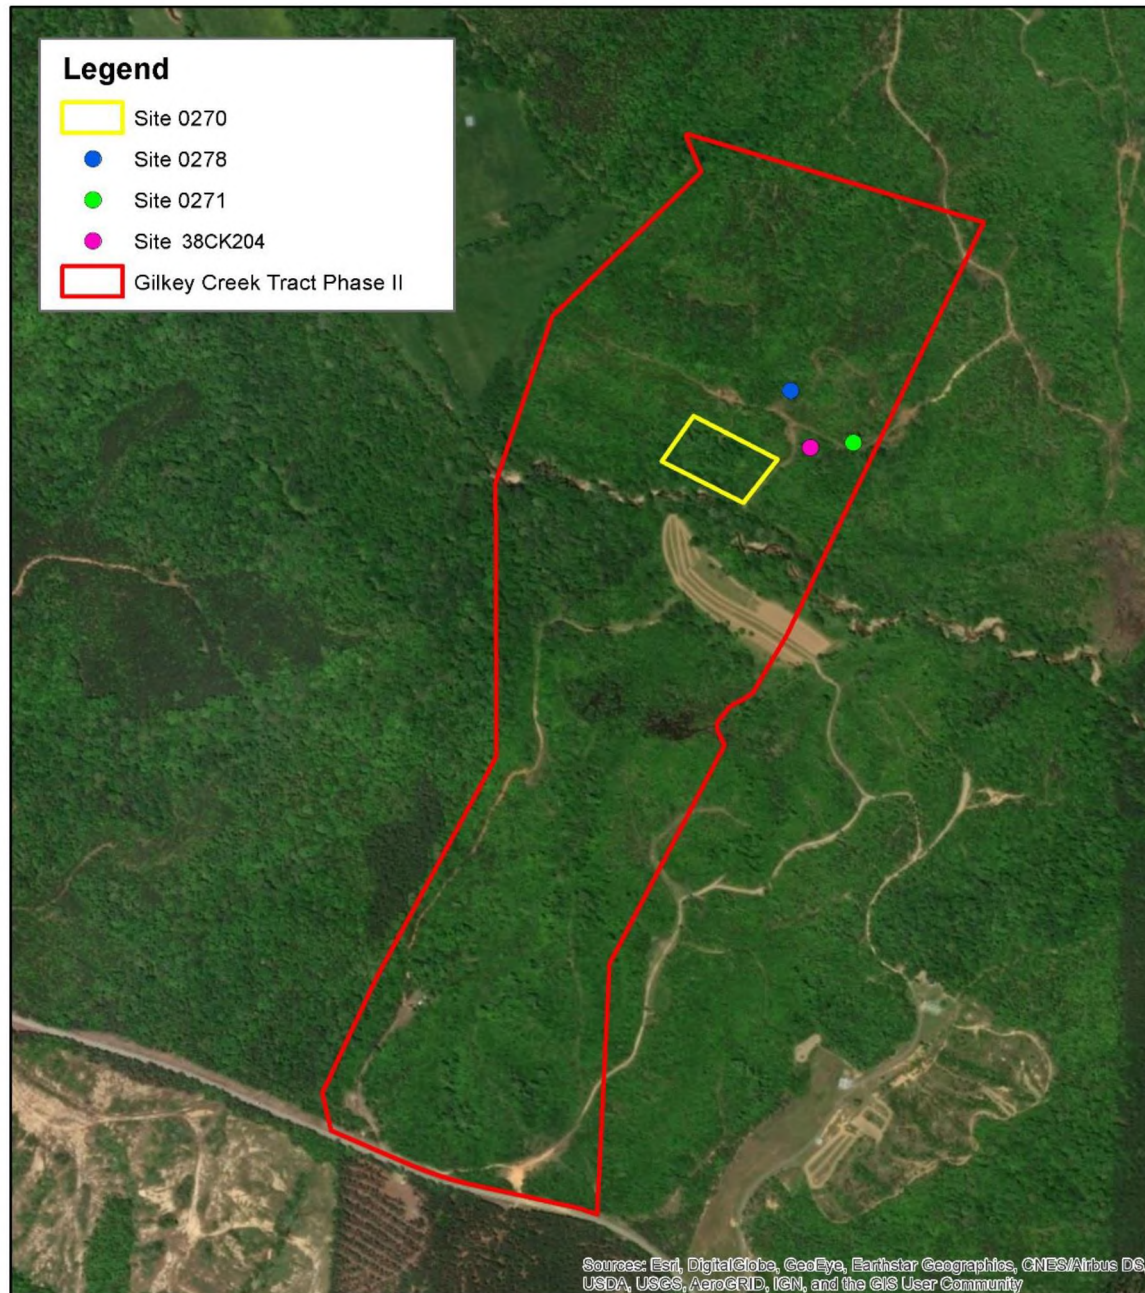 Legend
Site 0270
Site 0278
Site 0271
Site 38CK204
Gilkey Creek Tract Phase II
Sources: Esri, DigitalGlobe, GeoEye, Earthstar Geographics, CNES/Airbus DS,
USDA, USGS, AeroGRID, IGN, and the GIS User Community